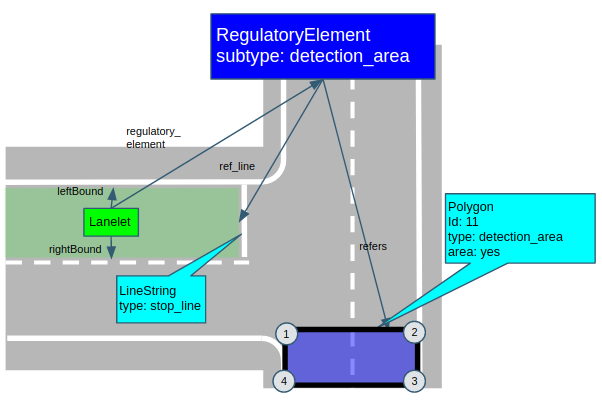 RegulatoryElement
subtype: detection_area
regulatory_
element
ref_line
leftBound
Lanelet
rightBound
refers
Polygon
Id: 11
type: detection_area
area: yes
LineString
type: stop_line
1
2
4
3